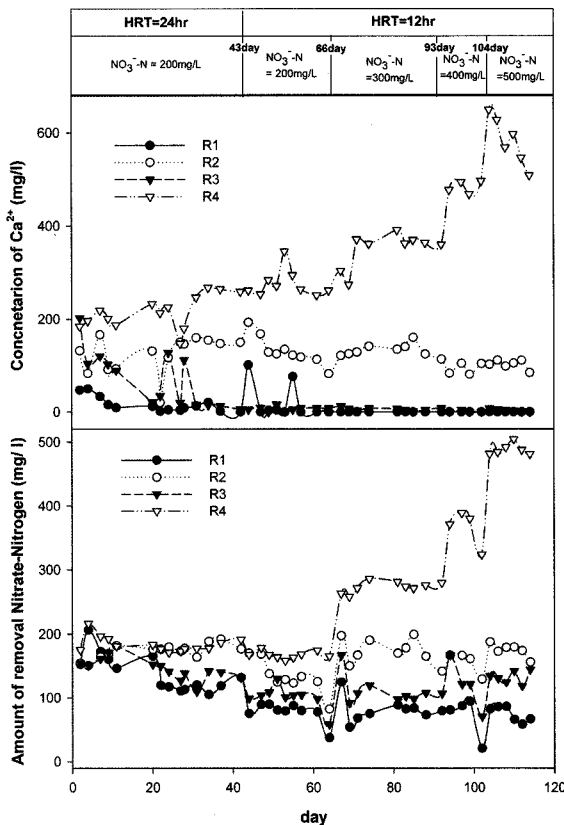 HRT=24hr HRT=12hr
43day 66day 93day 104day
NO₃⁻-N = 200mg/L NO₃⁻-N = 200mg/L NO₃⁻-N =300mg/L NO₃⁻-N =400mg/L NO₃⁻-N =500mg/L
Concnetarion of Ca²⁺ (mg/l)
600
400
200
0
R1
R2
R3
R4
Amount of removal Nitrate-Nitrogen (mg/ l)
500
400
300
200
100
0
R1
R2
R3
R4
0 20 40 60 80 100 120
day